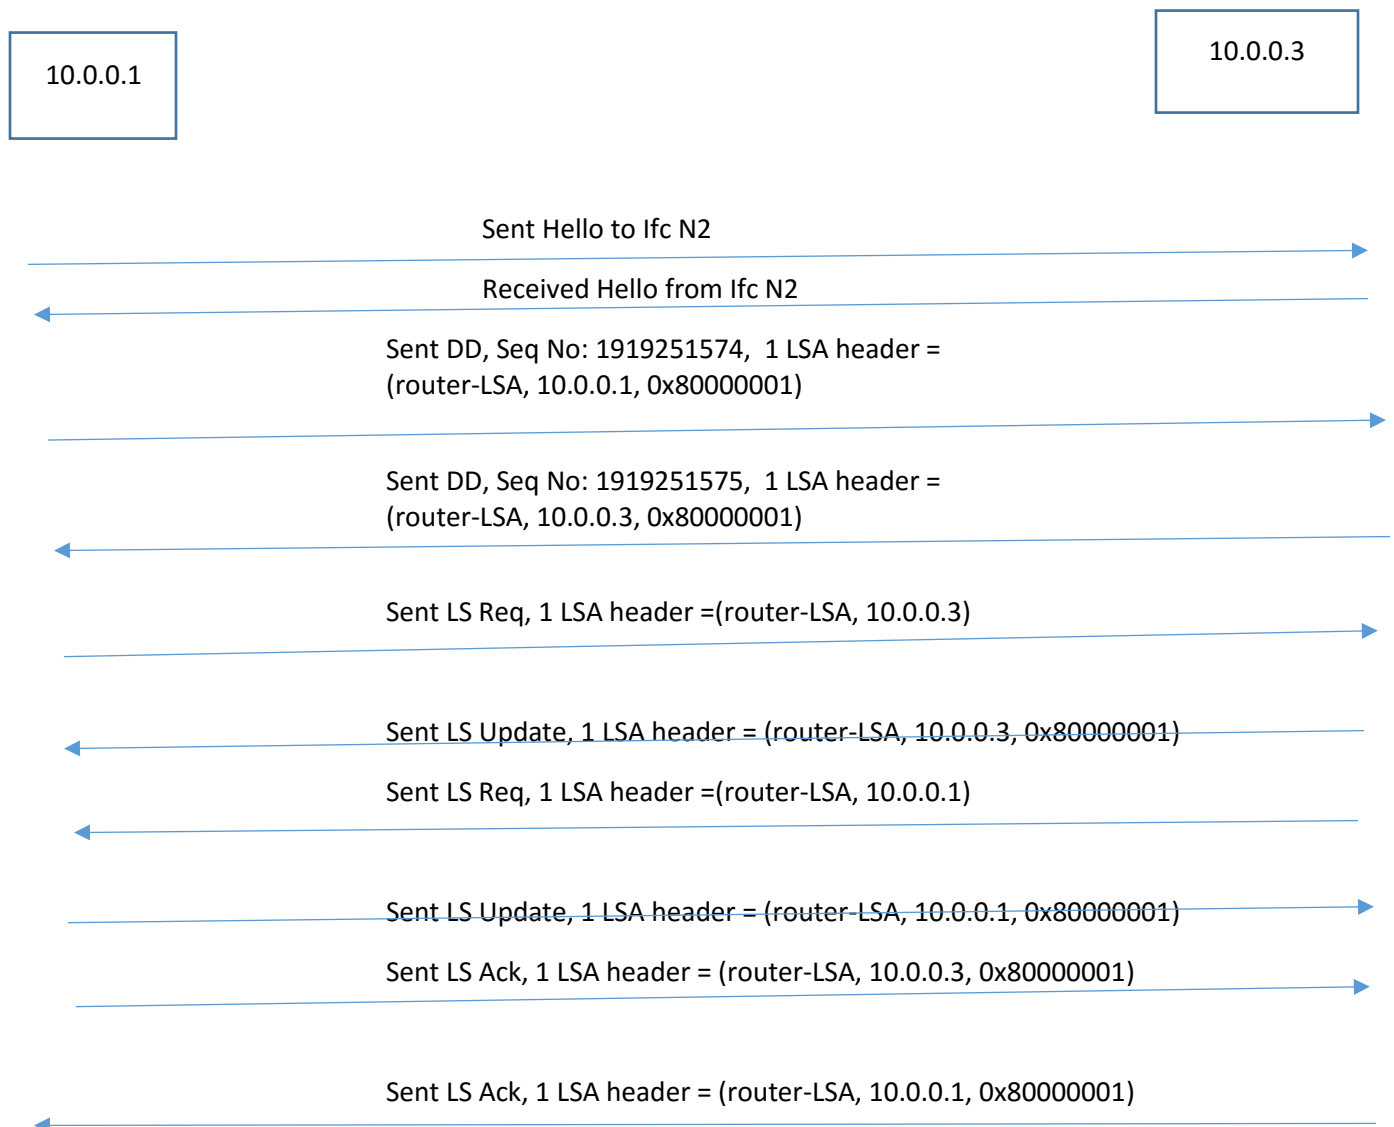 10.0.0.1
10.0.0.3
Sent Hello to Ifc N2
Received Hello from Ifc N2
Sent DD, Seq No: 1919251574,  1 LSA header =
(router-LSA, 10.0.0.1, 0x80000001)
Sent DD, Seq No: 1919251575,  1 LSA header =
(router-LSA, 10.0.0.3, 0x80000001)
Sent LS Req, 1 LSA header =(router-LSA, 10.0.0.3)
Sent LS Update, 1 LSA header = (router-LSA, 10.0.0.3, 0x80000001)
Sent LS Req, 1 LSA header =(router-LSA, 10.0.0.1)
Sent LS Update, 1 LSA header = (router-LSA, 10.0.0.1, 0x80000001)
Sent LS Ack, 1 LSA header = (router-LSA, 10.0.0.3, 0x80000001)
Sent LS Ack, 1 LSA header = (router-LSA, 10.0.0.1, 0x80000001)